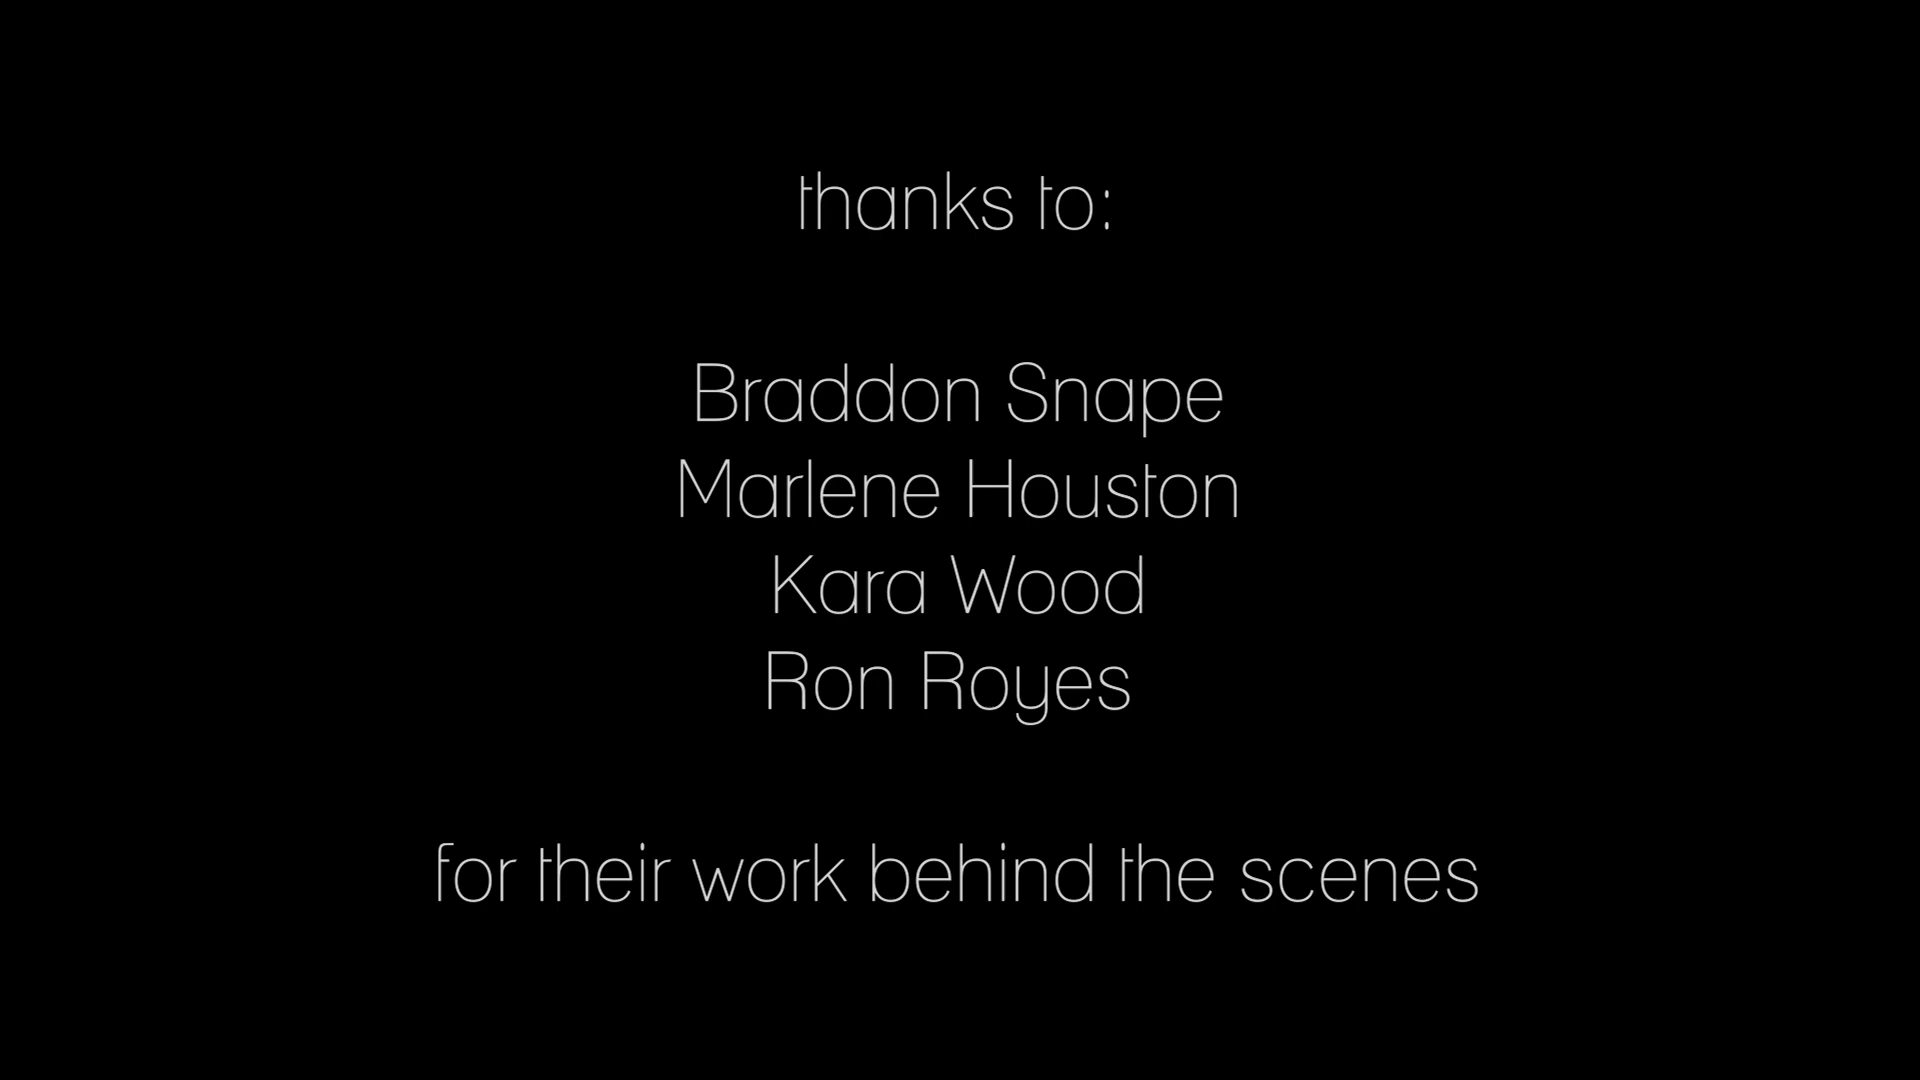 thanks to:
Braddon Snape
Marlene Houston
Kara Wood
Ron Royes
for their work behind the scenes